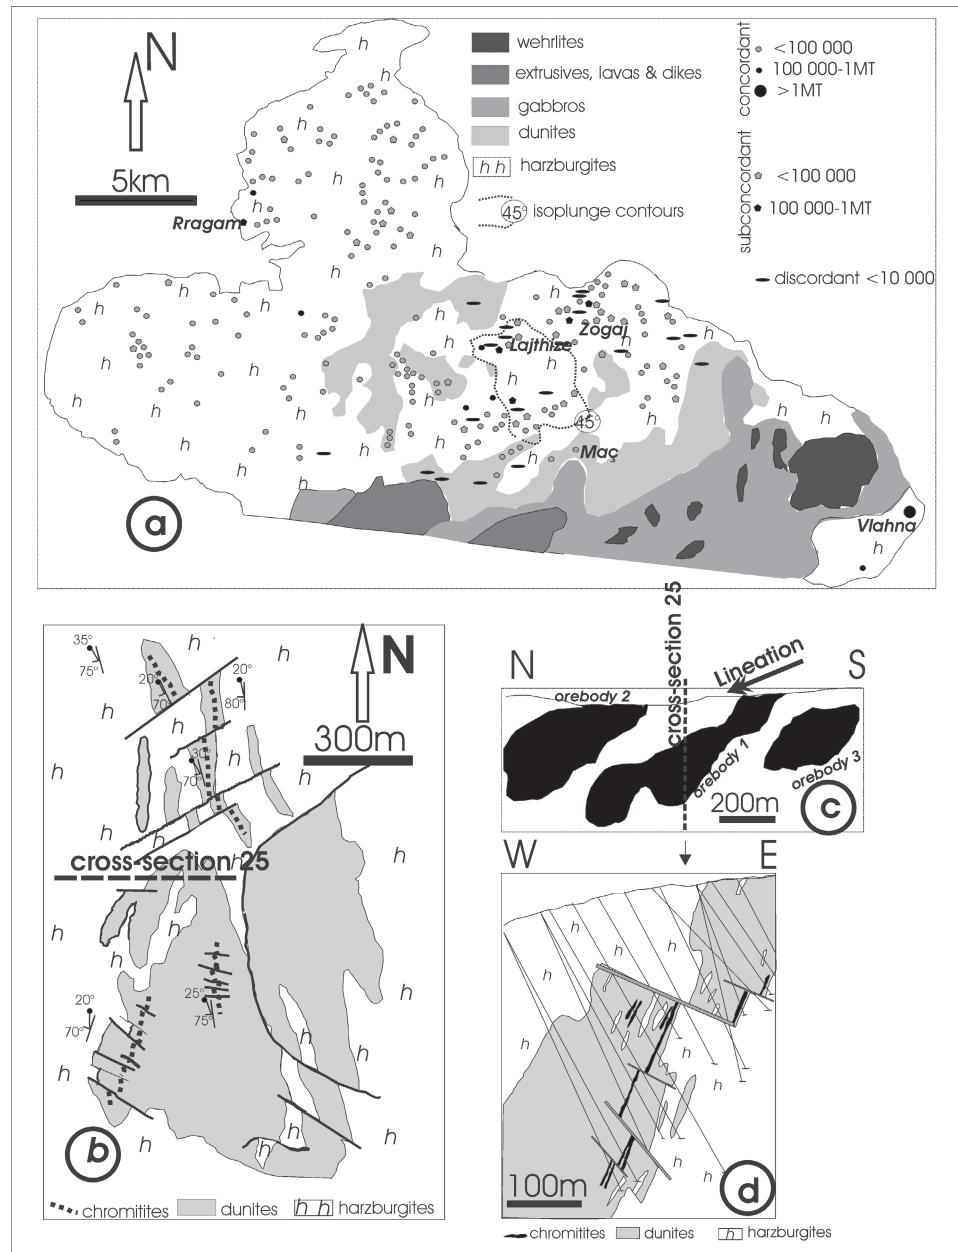 N
5km
wehrlites
extrusives, lavas & dikes
gabbros
dunites
h h harzburgites
45° isoplunge contours
concordant
<100 000
100 000-1MT
>1MT
subconcordant
<100 000
100 000-1MT
discordant <10 000
h
h
h
h
h
h
Rragam
h
h
h
h
h
h
Zogaj
h
h
h
Lajthize
h
h
h
h
h
h
h
h
h
45°
h
h
h
h
h
Maç
h
h
Vlahna
h
a
35°
75°
h
h
N
20°
70°
20°
80°
h
h
300m
30°
70°
h
h
h
h
h
h
cross-section 25
h
h
h
h
h
20°
70°
25°
75°
h
h
h
h
h
h
h
h
b
chromitites
dunites
h h harzburgites
cross-section 25
N
S
Lineation
orebody 2
orebody 1
orebody 3
200m
c
W
E
h
h
h
h
h
h
h
h
h
h
100m
d
chromitites
dunites
h harzburgites